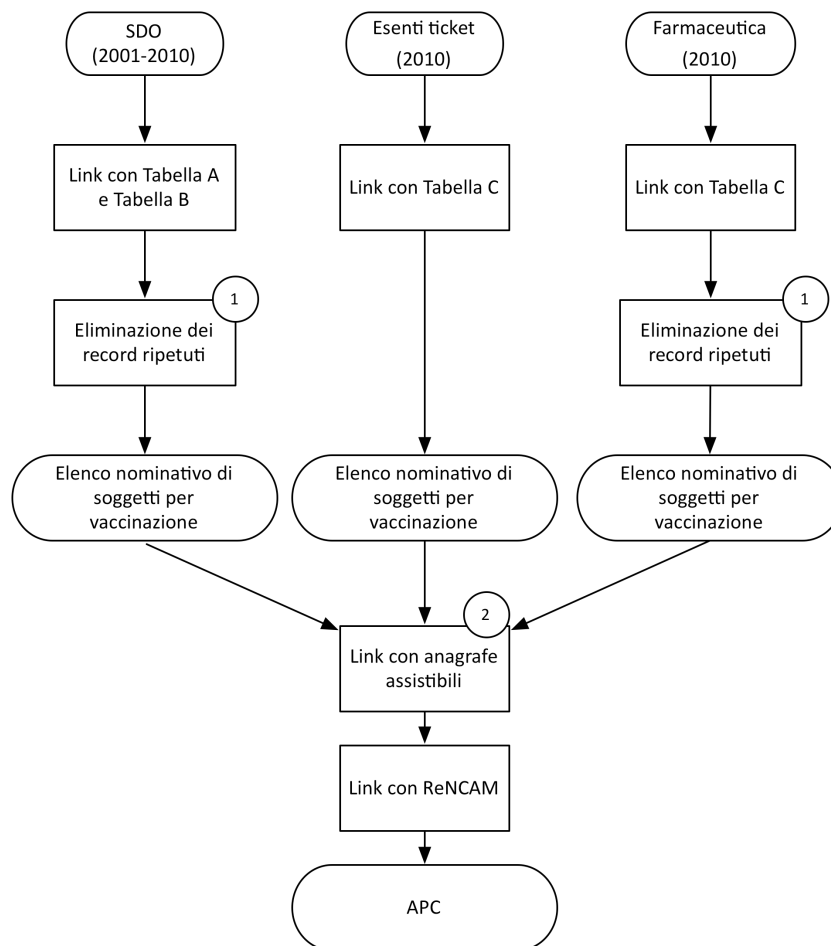 SDO
(2001-2010)
Esenti ticket
(2010)
Farmaceutica
(2010)
Link con Tabella A
e Tabella B
Link con Tabella C
Link con Tabella C
1
Eliminazione dei
record ripetuti
1
Eliminazione dei
record ripetuti
Elenco nominativo di
soggetti per
vaccinazione
Elenco nominativo di
soggetti per
vaccinazione
Elenco nominativo di
soggetti per
vaccinazione
2
Link con anagrafe
assistibili
Link con ReNCAM
APC